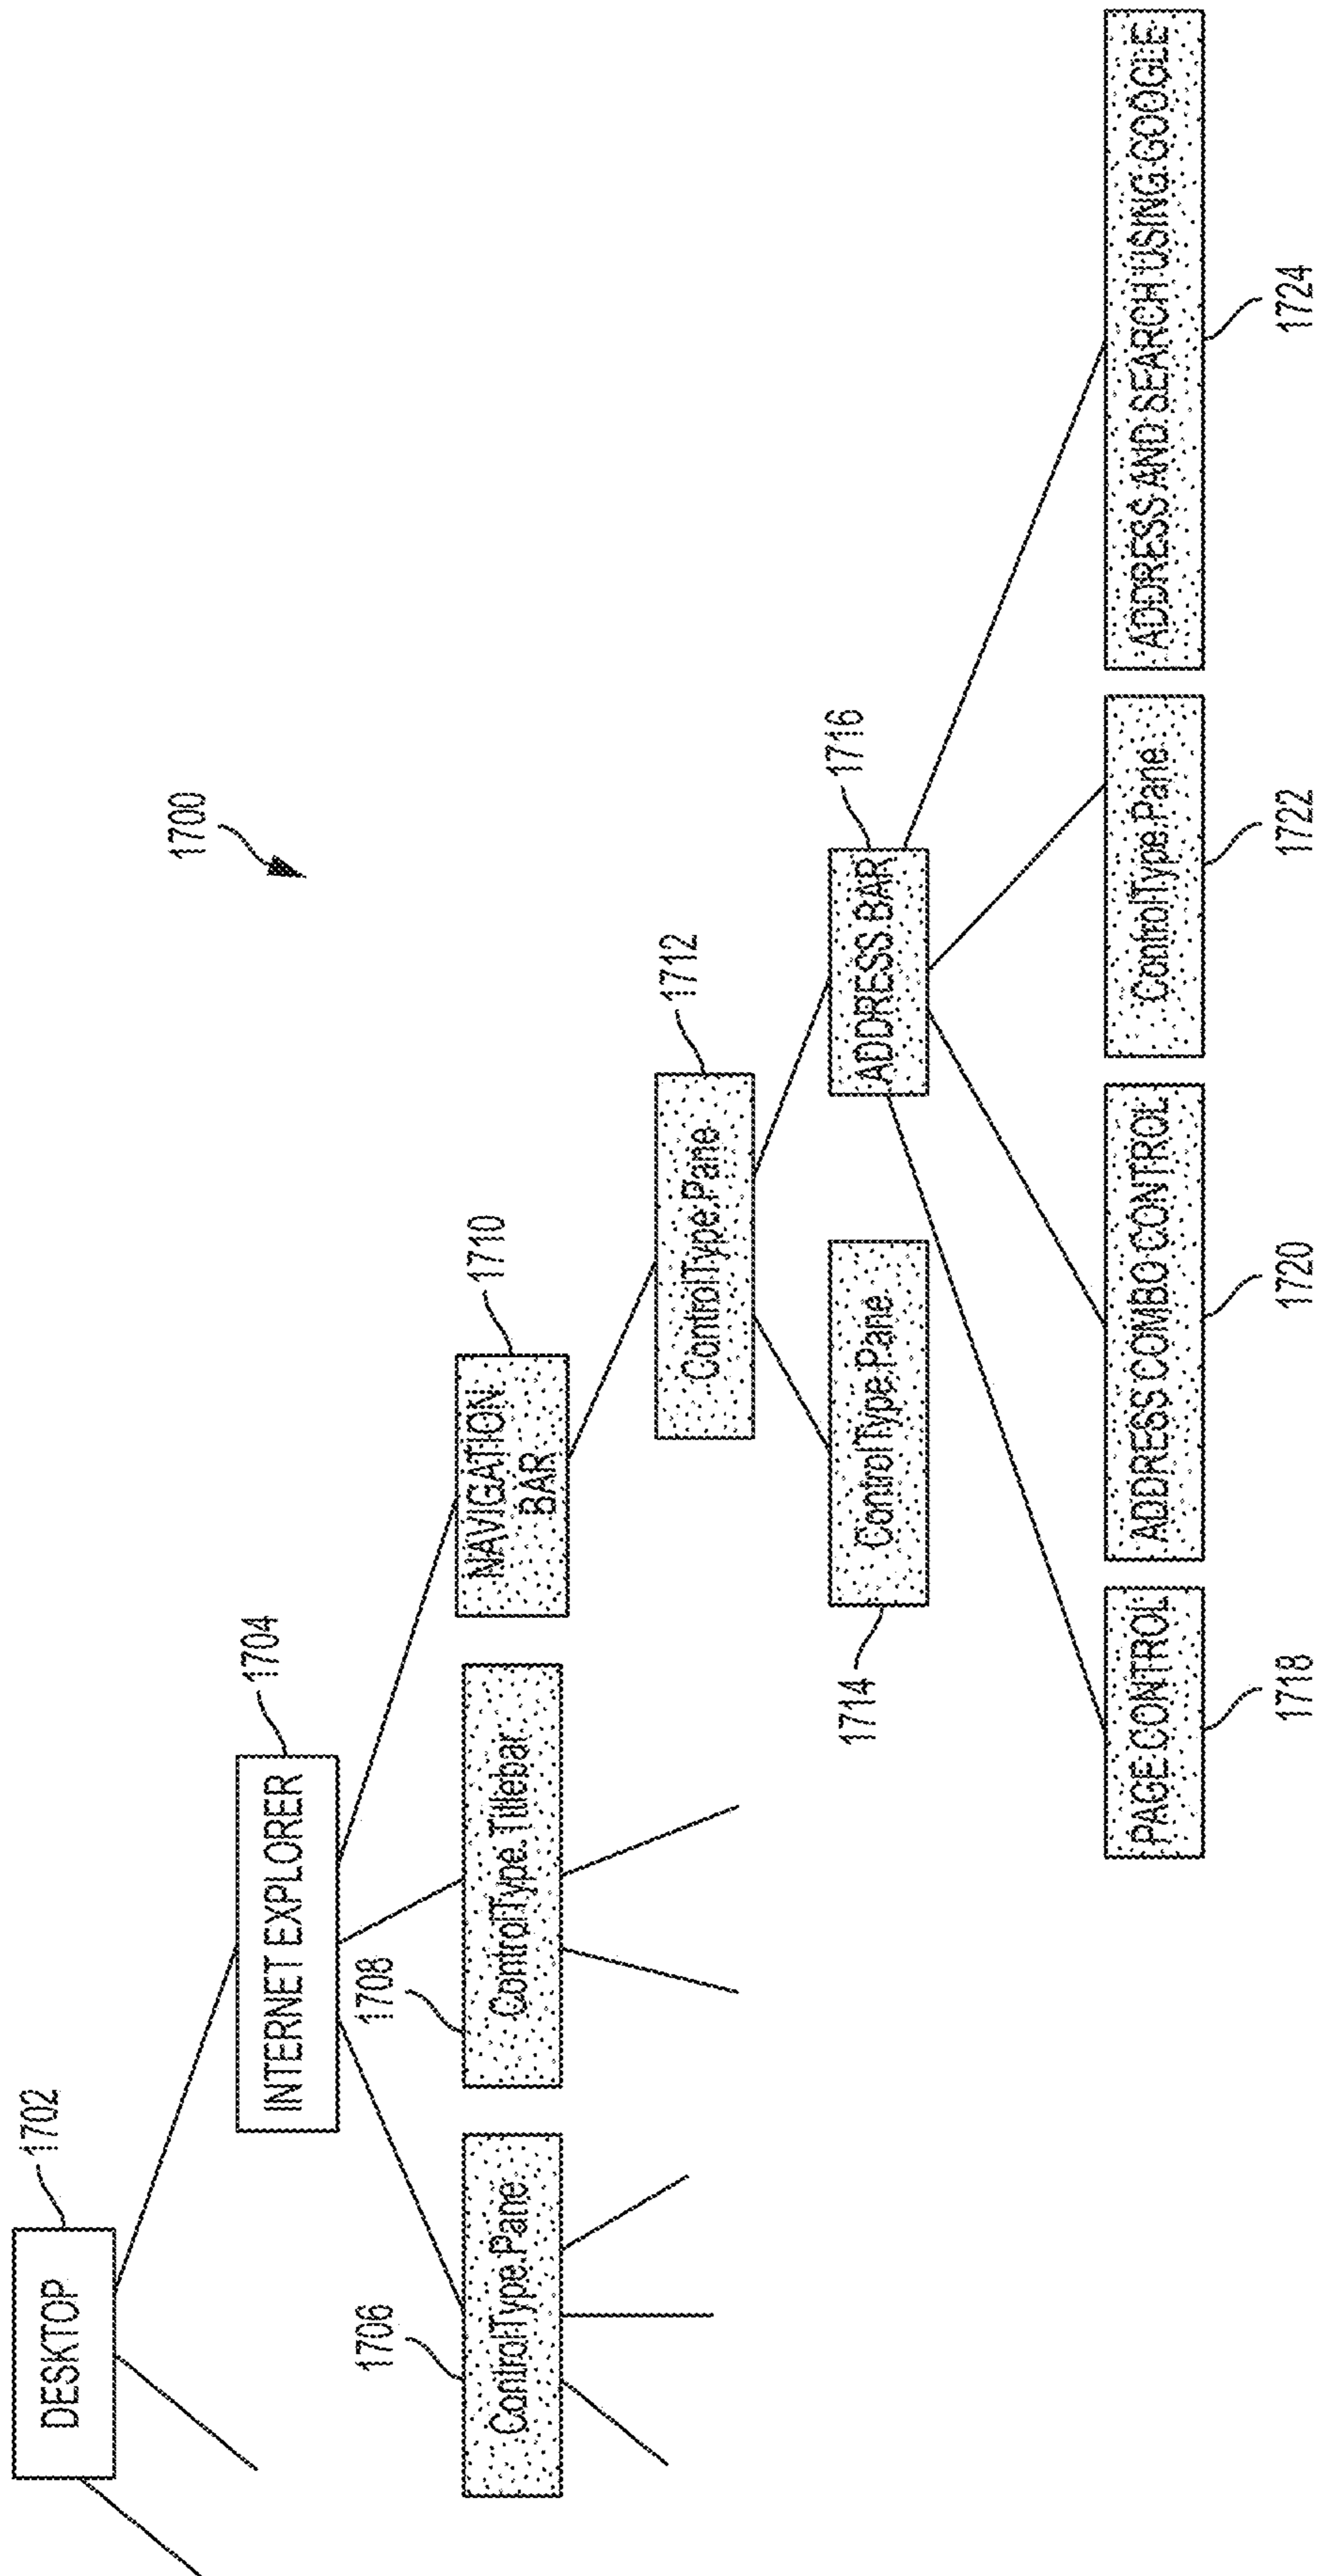 1700
DESKTOP
1702
INTERNET EXPLORER
1704
ControlType.Pane
1706
ControlType.Titlebar
1708
NAVIGATION
BAR
1710
ControlType.Pane
1712
ControlType.Pane
1714
ADDRESS BAR
1716
PAGE CONTROL
1718
ADDRESS COMBO CONTROL
1720
ControlType.Pane
1722
ADDRESS AND SEARCH USING GOOGLE
1724